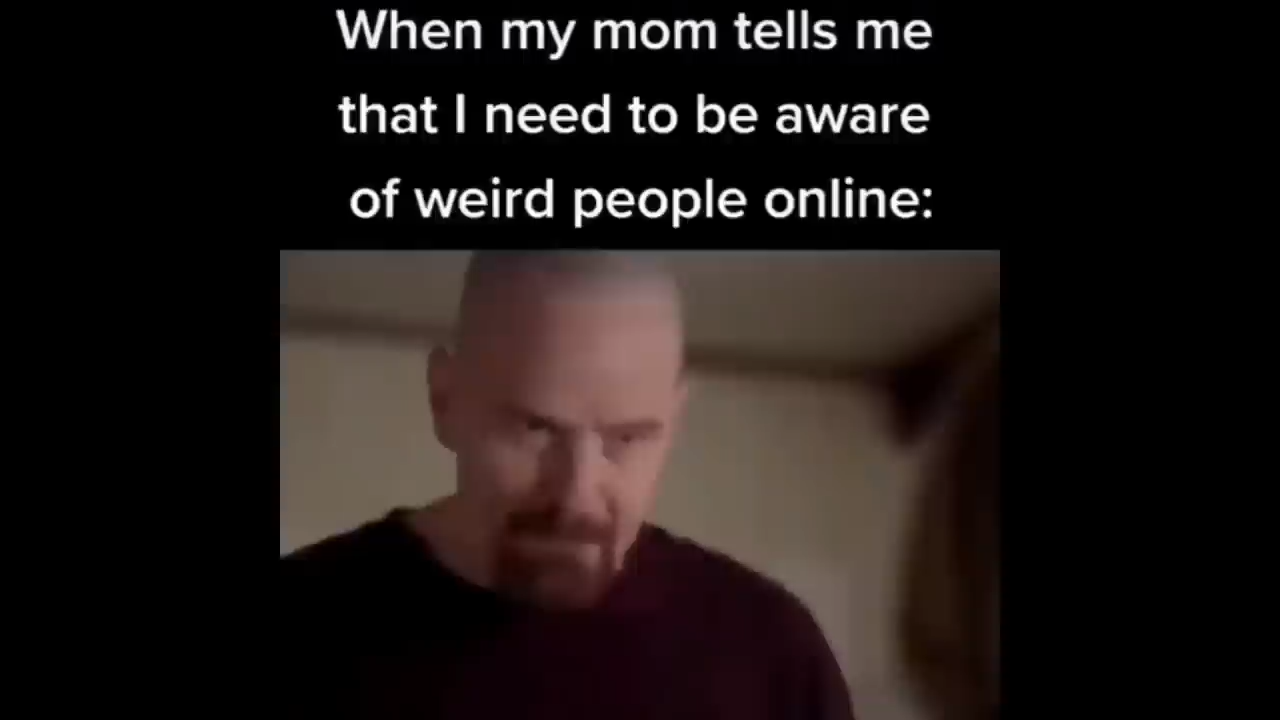 When my mom tells me
that I need to be aware
of weird people online: